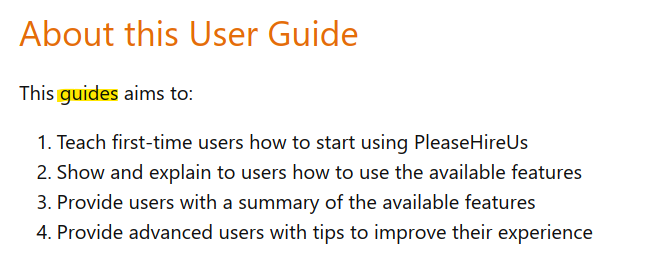 About this User Guide
This guides aims to:
1. Teach first-time users how to start using PleaseHireUs
2. Show and explain to users how to use the available features
3. Provide users with a summary of the available features
4. Provide advanced users with tips to improve their experience